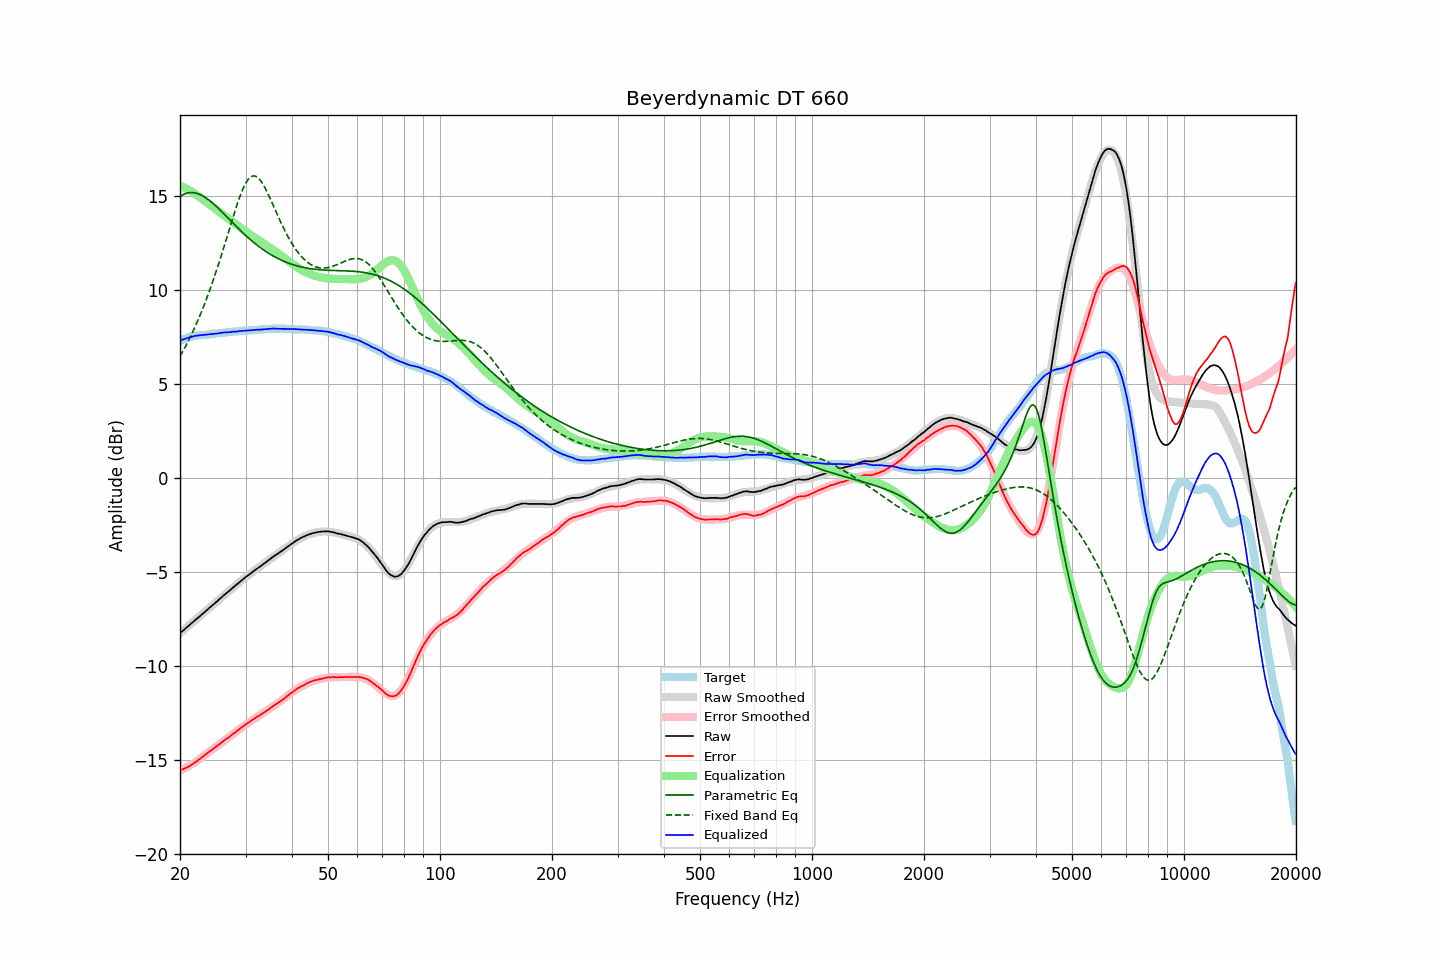 Beyerdynamic DT 660
Amplitude (dBr)
15
10
5
0
−5
−10
−15
−20
Target
Raw Smoothed
Error Smoothed
Raw
Error
Equalization
Parametric Eq
Fixed Band Eq
Equalized
20 50 100 200 500 1000 2000 5000 10000 20000
Frequency (Hz)